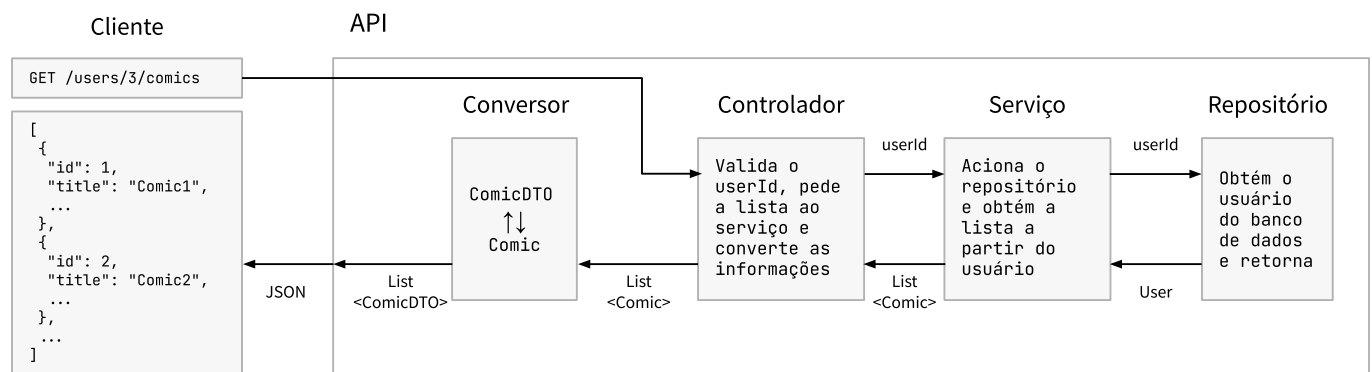 Cliente
API
GET /users/3/comics
[
{
"id": 1,
"title": "Comic1",
...
},
{
"id": 2,
"title": "Comic2",
...
},
...
]
JSON
Conversor
ComicDTO
↑↓
Comic
List
<ComicDTO>
List
<Comic>
Controlador
Valida o
userId, pede
a lista ao
serviço e
converte as
informações
userId
List
<Comic>
Serviço
Aciona o
repositório
e obtém a
lista a
partir do
usuário
userId
User
Repositório
Obtém o
usuário
do banco
de dados
e retorna